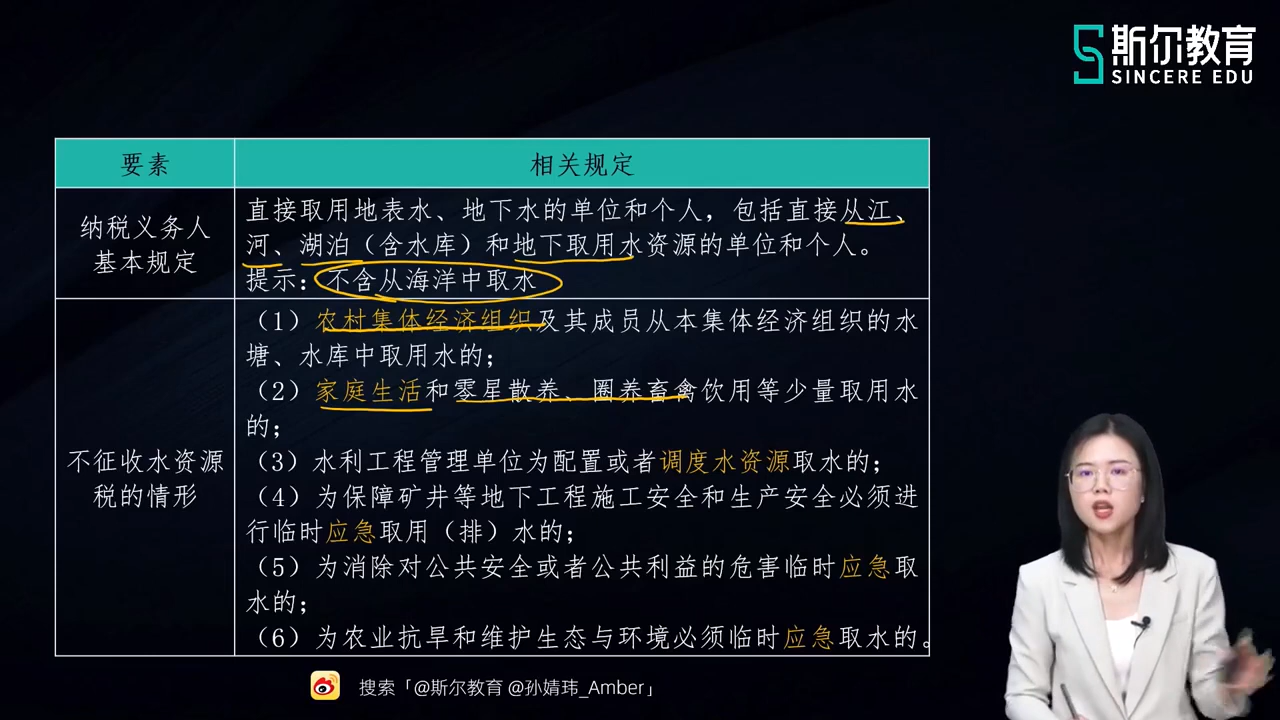 斯尔教育
SINCERE EDU
要素
相关规定
纳税义务人
基本规定
直接取用地表水、地下水的单位和个人，包括直接从江、
河、湖泊（含水库）和地下取用水资源的单位和个人。
提示：不含从海洋中取水
不征收水资源
税的情形
（1）农村集体经济组织及其成员从本集体经济组织的水
塘、水库中取用水的；
（2）家庭生活和零星散养、圈养畜禽饮用等少量取用水
的；
（3）水利工程管理单位为配置或者调度水资源取水的；
（4）为保障矿井等地下工程施工安全和生产安全必须进
行临时应急取用（排）水的；
（5）为消除对公共安全或者公共利益的危害临时应急取
水的；
（6）为农业抗旱和维护生态与环境必须临时应急取水的。
搜索「@斯尔教育 @孙婧玮_Amber」